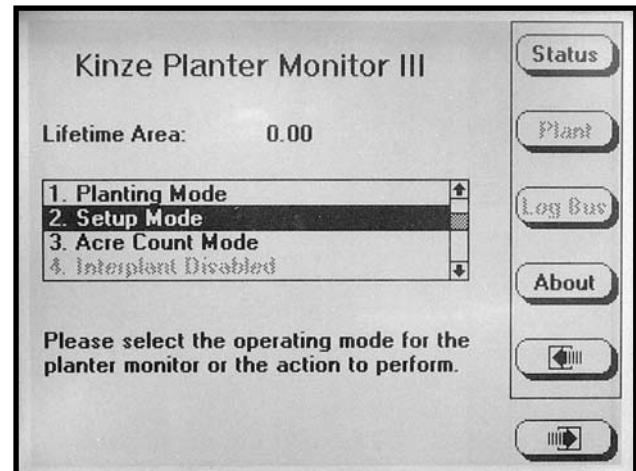 Kinze Planter Monitor III
Lifetime Area: 0.00
1. Planting Mode
2. Setup Mode
3. Acre Count Mode
4. Interplant Disabled
Please select the operating mode for the
planter monitor or the action to perform.
Status
Plant
Log Bus
About